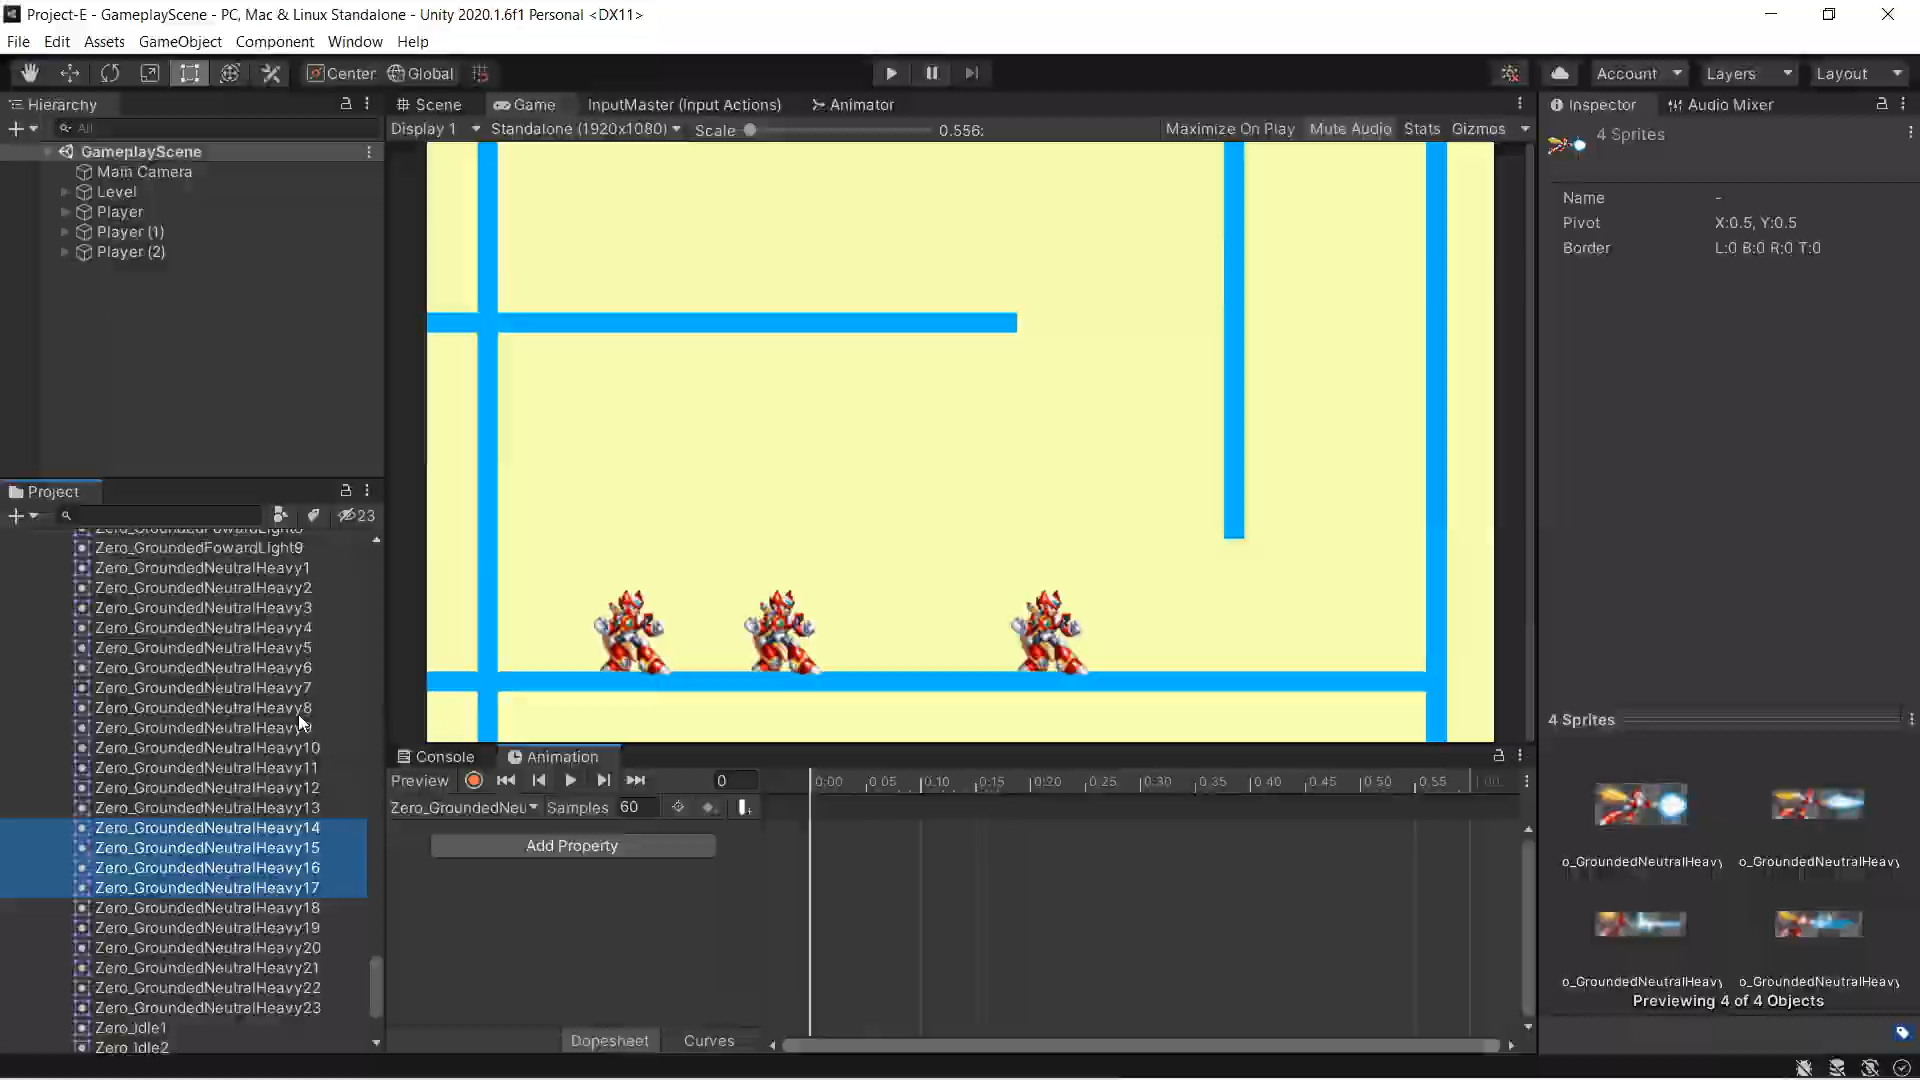 Project-E - GameplayScene - PC, Mac & Linux Standalone - Unity 2020.1.6f1 Personal <DX11>
File Edit Assets GameObject Component Window Help
Center Global Account Layers Layout
Hierarchy
All
GameplayScene
Main Camera
Level
Player
Player (1)
Player (2)
Scene Game InputMaster (Input Actions) Animator
Display 1 Standalone (1920x1080) Scale 0.556: Maximize On Play Mute Audio Stats Gizmos
Inspector Audio Mixer
4 Sprites
Name -
Pivot X:0.5, Y:0.5
Border L:0 B:0 R:0 T:0
Project
23
Zero_GroundedFowardLight9
Zero_GroundedNeutralHeavy1
Zero_GroundedNeutralHeavy2
Zero_GroundedNeutralHeavy3
Zero_GroundedNeutralHeavy4
Zero_GroundedNeutralHeavy5
Zero_GroundedNeutralHeavy6
Zero_GroundedNeutralHeavy7
Zero_GroundedNeutralHeavy8
Zero_GroundedNeutralHeavy9
Zero_GroundedNeutralHeavy10
Zero_GroundedNeutralHeavy11
Zero_GroundedNeutralHeavy12
Zero_GroundedNeutralHeavy13
Zero_GroundedNeutralHeavy14
Zero_GroundedNeutralHeavy15
Zero_GroundedNeutralHeavy16
Zero_GroundedNeutralHeavy17
Zero_GroundedNeutralHeavy18
Zero_GroundedNeutralHeavy19
Zero_GroundedNeutralHeavy20
Zero_GroundedNeutralHeavy21
Zero_GroundedNeutralHeavy22
Zero_GroundedNeutralHeavy23
Zero_Idle1
Zero_Idle2
Console Animation
Preview 0 0:00 0:05 0:10 0:15 0:20 0:25 0:30 0:35 0:40 0:45 0:50 0:55
Zero_GroundedNeu Samples 60
Add Property
Dopesheet Curves
4 Sprites
o_GroundedNeutralHeavy o_GroundedNeutralHeavy
o_GroundedNeutralHeavy o_GroundedNeutralHeavy
Previewing 4 of 4 Objects